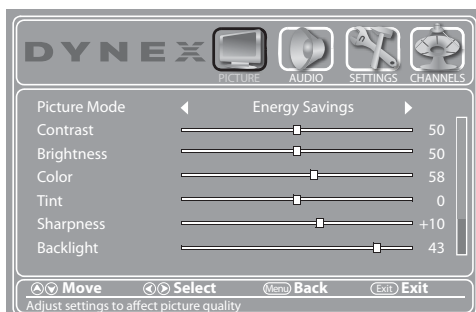 DYNEX
PICTURE AUDIO SETTINGS CHANNELS
Picture Mode Energy Savings
Contrast 50
Brightness 50
Color 58
Tint 0
Sharpness +10
Backlight 43
Move Select Menu Back Exit Exit
Adjust settings to affect picture quality